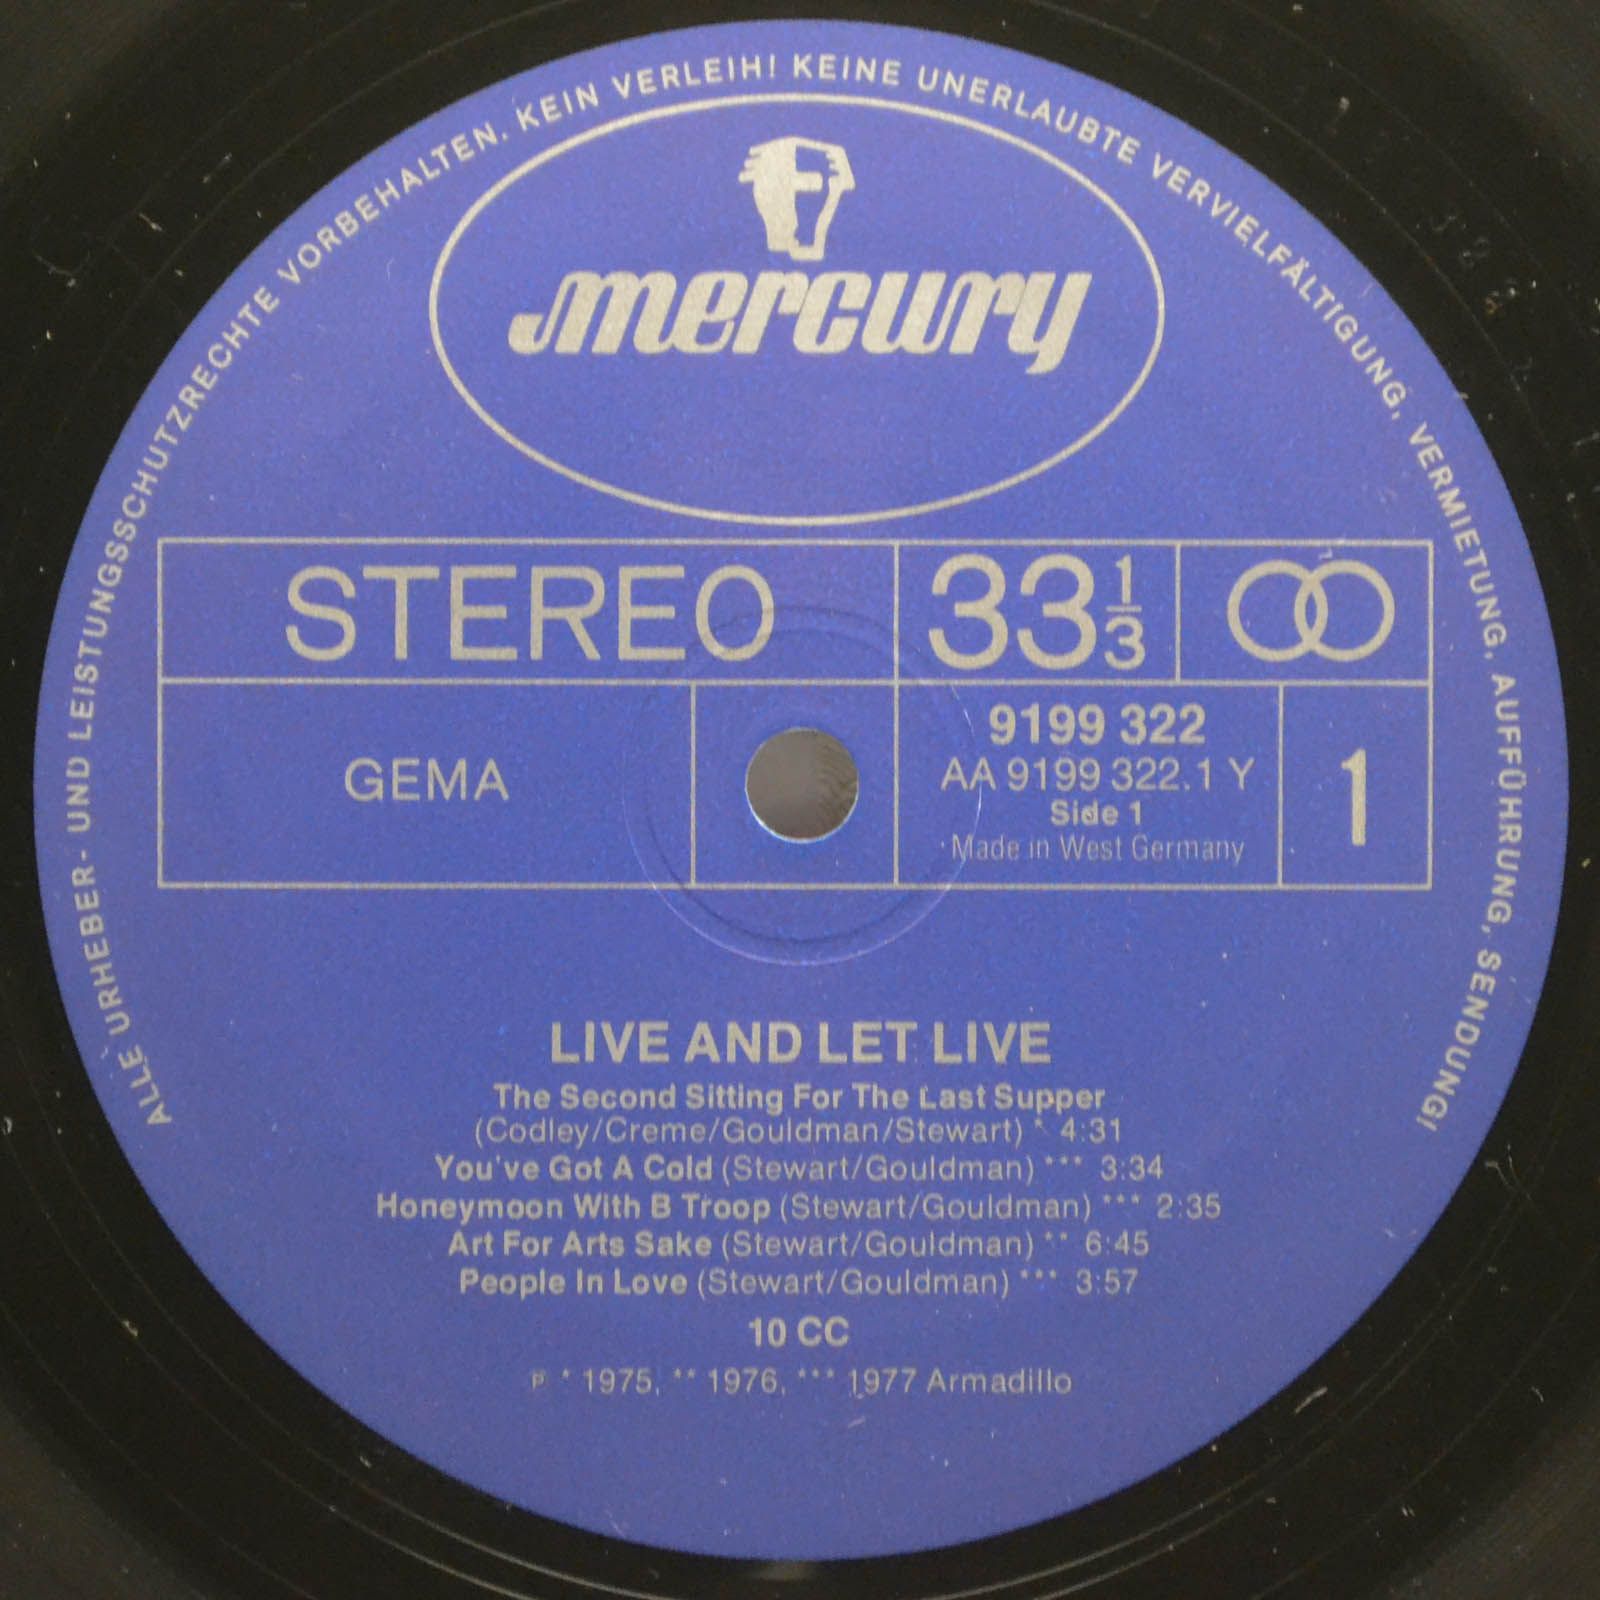 ALLE URHEBER- UND LEISTUNGSSCHUTZRECHTE VORBEHALTEN. KEIN VERLEIH! KEINE UNERLAUBTE VERVIELFÄLTIGUNG, VERMIETUNG, AUFFÜHRUNG, SENDUNG!
mercury
STEREO
33 1/3
GEMA
9199 322
AA 9199 322.1 Y
Side 1
Made in West Germany
1
LIVE AND LET LIVE
The Second Sitting For The Last Supper
(Codley/Creme/Gouldman/Stewart) * 4:31
You've Got A Cold (Stewart/Gouldman) *** 3:34
Honeymoon With B Troop (Stewart/Gouldman) *** 2:35
Art For Arts Sake (Stewart/Gouldman) ** 6:45
People In Love (Stewart/Gouldman) *** 3:57
10 CC
P * 1975, ** 1976, *** 1977 Armadillo